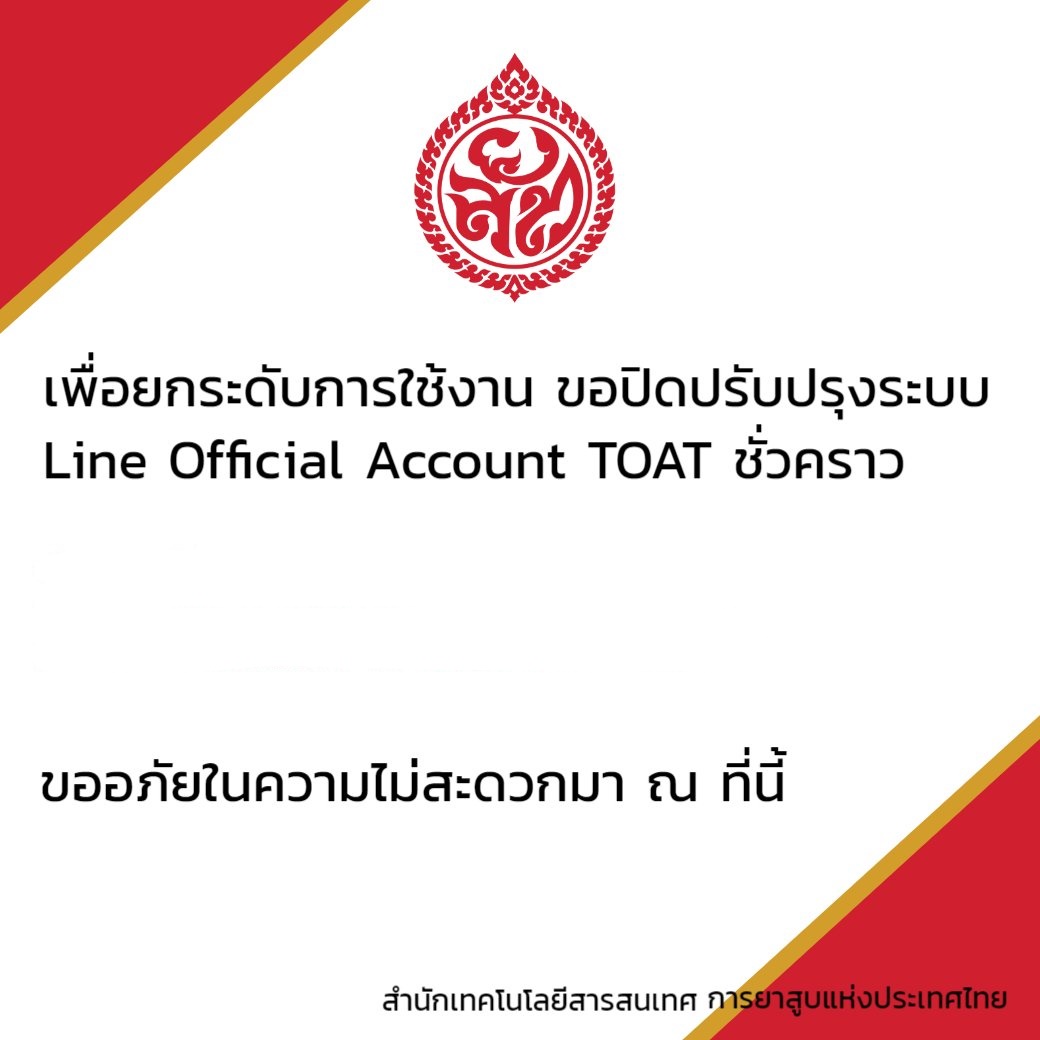 เพื่อยกระดับการใช้งาน ขอปิดปรับปรุงระบบ
Line Official Account TOAT ชั่วคราว
ขออภัยในความไม่สะดวกมา ณ ที่นี้
สำนักเทคโนโลยีสารสนเทศ การยาสูบแห่งประเทศไทย